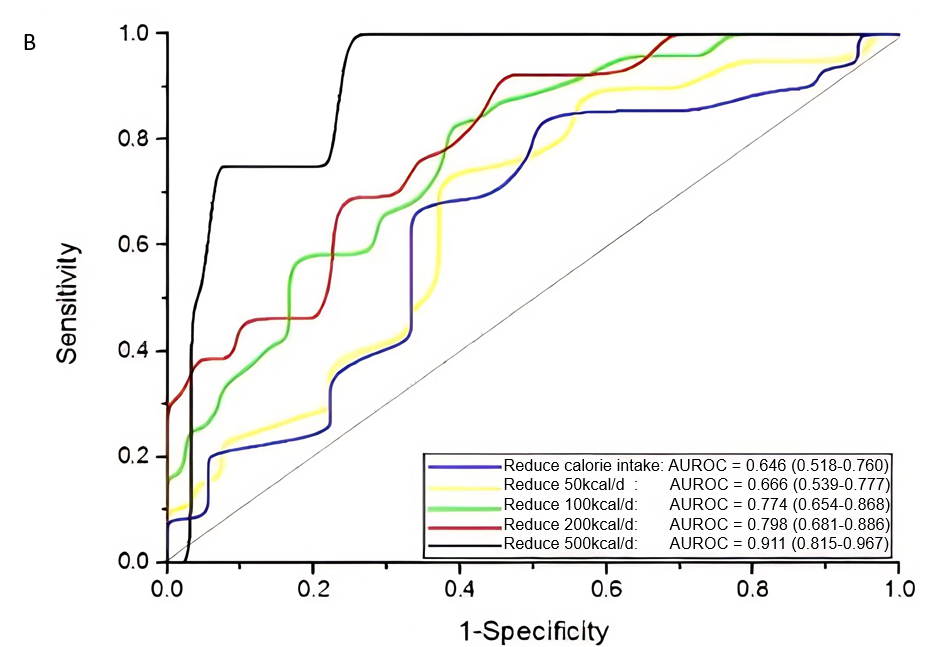 B
1.0
0.8
0.6
0.4
0.2
0.0
Sensitivity
Reduce calorie intake: AUROC = 0.646 (0.518-0.760)
Reduce 50kcal/d : AUROC = 0.666 (0.539-0.777)
Reduce 100kcal/d: AUROC = 0.774 (0.654-0.868)
Reduce 200kcal/d: AUROC = 0.798 (0.681-0.886)
Reduce 500kcal/d: AUROC = 0.911 (0.815-0.967)
0.0 0.2 0.4 0.6 0.8 1.0
1-Specificity